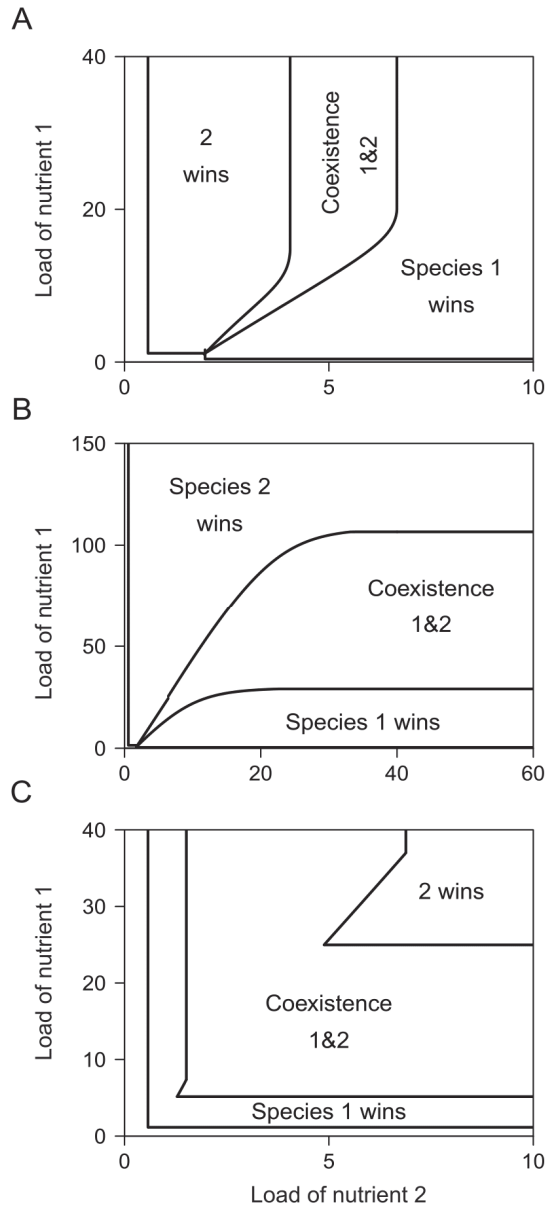 A
Load of nutrient 1
40
20
0
0
5
10
2
wins
Coexistence
1&2
Species 1
wins
B
Load of nutrient 1
150
100
50
0
0
20
40
60
Species 2
wins
Coexistence
1&2
Species 1 wins
C
Load of nutrient 1
40
30
20
10
0
0
5
10
2 wins
Coexistence
1&2
Species 1 wins
Load of nutrient 2